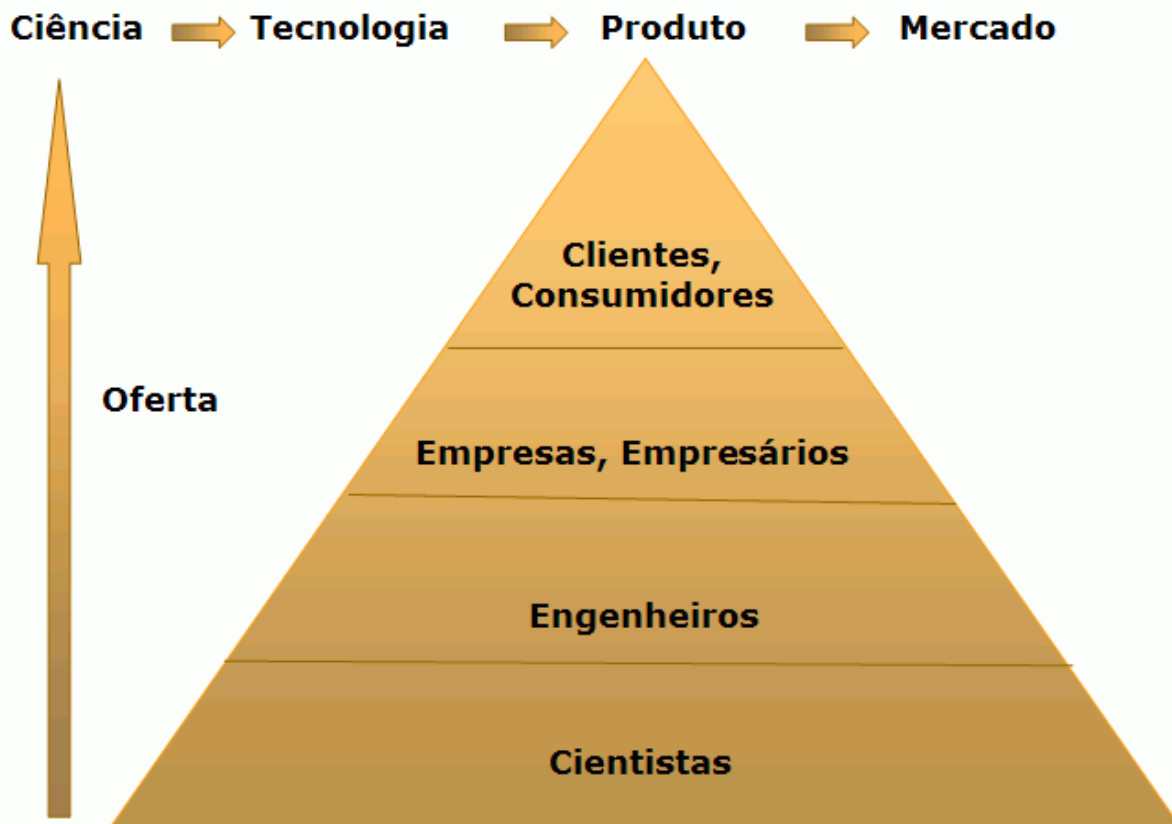 Ciência Tecnologia Produto Mercado
Clientes,
Consumidores
Oferta
Empresas, Empresários
Engenheiros
Cientistas